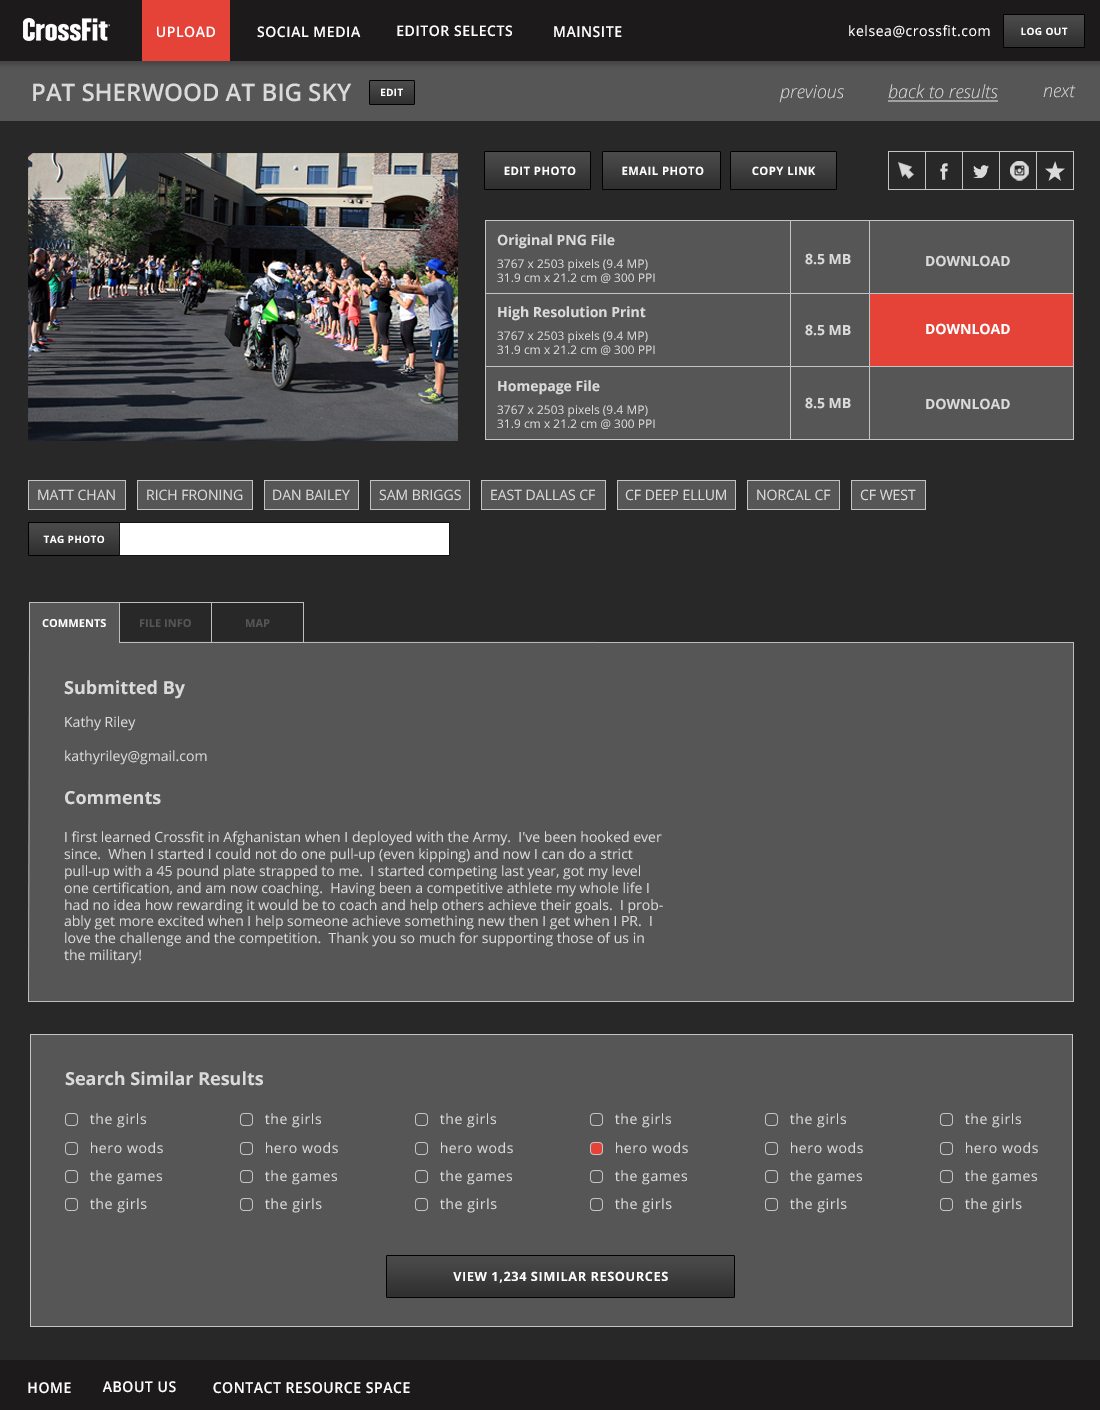 CrossFit
UPLOAD
SOCIAL MEDIA
EDITOR SELECTS
MAINSITE
kelsea@crossfit.com
LOG OUT
PAT SHERWOOD AT BIG SKY
EDIT
previous
back to results
next
EDIT PHOTO
EMAIL PHOTO
COPY LINK
Original PNG File
3767 x 2503 pixels (9.4 MP)
31.9 cm x 21.2 cm @ 300 PPI
8.5 MB
DOWNLOAD
High Resolution Print
3767 x 2503 pixels (9.4 MP)
31.9 cm x 21.2 cm @ 300 PPI
8.5 MB
DOWNLOAD
Homepage File
3767 x 2503 pixels (9.4 MP)
31.9 cm x 21.2 cm @ 300 PPI
8.5 MB
DOWNLOAD
MATT CHAN
RICH FRONING
DAN BAILEY
SAM BRIGGS
EAST DALLAS CF
CF DEEP ELLUM
NORCAL CF
CF WEST
TAG PHOTO
COMMENTS
FILE INFO
MAP
Submitted By
Kathy Riley
kathyriley@gmail.com
Comments
I first learned Crossfit in Afghanistan when I deployed with the Army.  I've been hooked ever
since.  When I started I could not do one pull-up (even kipping) and now I can do a strict
pull-up with a 45 pound plate strapped to me.  I started competing last year, got my level
one certification, and am now coaching.  Having been a competitive athlete my whole life I
had no idea how rewarding it would be to coach and help others achieve their goals.  I prob-
ably get more excited when I help someone achieve something new then I get when I PR.  I
love the challenge and the competition.  Thank you so much for supporting those of us in
the military!
Search Similar Results
the girls
the girls
the girls
the girls
the girls
the girls
hero wods
hero wods
hero wods
hero wods
hero wods
hero wods
the games
the games
the games
the games
the games
the games
the girls
the girls
the girls
the girls
the girls
the girls
VIEW 1,234 SIMILAR RESOURCES
HOME
ABOUT US
CONTACT RESOURCE SPACE